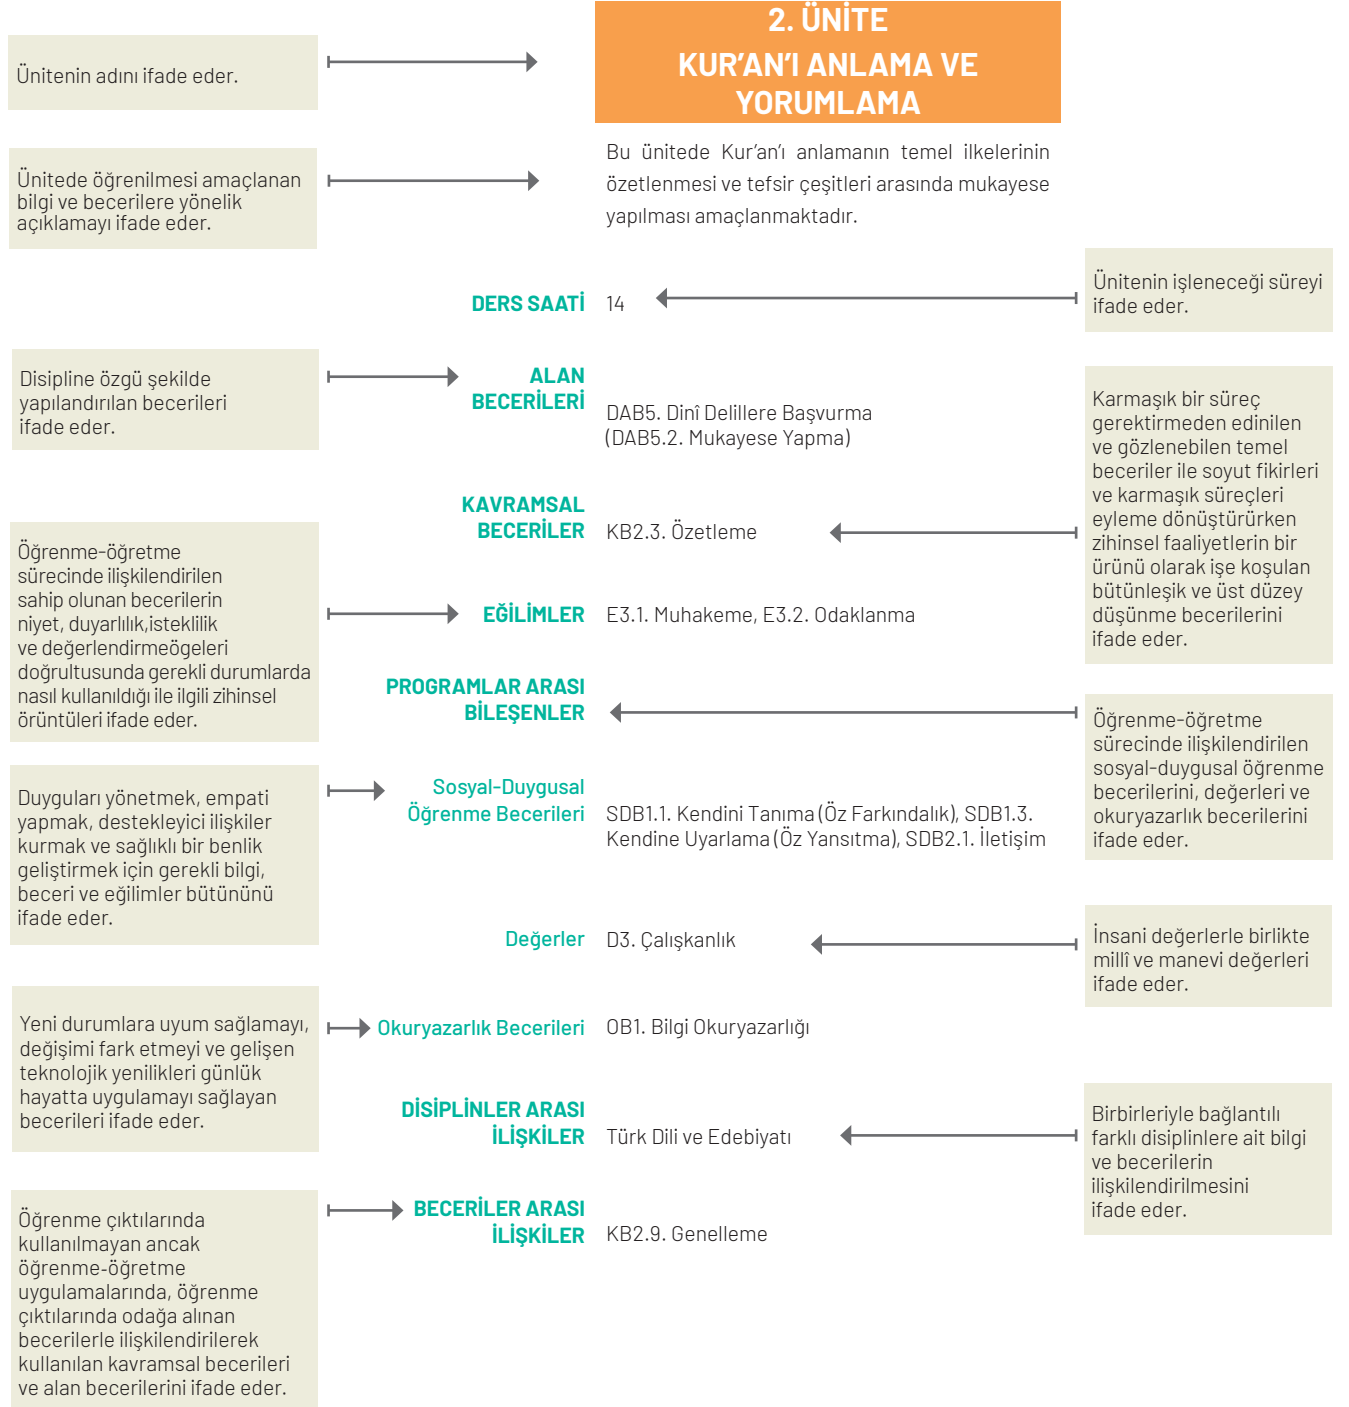 2. ÜNİTE
KUR’AN’I ANLAMA VE
YORUMLAMA
Ünitenin adını ifade eder.
Bu ünitede Kur’an’ı anlamanın temel ilkelerinin
özetlenmesi ve tefsir çeşitleri arasında mukayese
yapılması amaçlanmaktadır.
Ünitede öğrenilmesi amaçlanan
bilgi ve becerilere yönelik
açıklamayı ifade eder.
DERS SAATİ
14
Ünitenin işleneceği süreyi
ifade eder.
Disipline özgü şekilde
yapılandırılan becerileri
ifade eder.
ALAN
BECERİLERİ
DAB5. Dinî Delillere Başvurma
(DAB5.2. Mukayese Yapma)
Karmaşık bir süreç
gerektirmeden edinilen
ve gözlenebilen temel
beceriler ile soyut fikirleri
ve karmaşık süreçleri
eyleme dönüştürürken
zihinsel faaliyetlerin bir
ürünü olarak işe koşulan
bütünleşik ve üst düzey
düşünme becerilerini
ifade eder.
KAVRAMSAL
BECERİLER
KB2.3. Özetleme
Öğrenme-öğretme
sürecinde ilişkilendirilen
sahip olunan becerilerin
niyet, duyarlılık,isteklilik
ve değerlendirmeögeleri
doğrultusunda gerekli durumlarda
nasıl kullanıldığı ile ilgili zihinsel
örüntüleri ifade eder.
EĞİLİMLER
E3.1. Muhakeme, E3.2. Odaklanma
PROGRAMLAR ARASI
BİLEŞENLER
Öğrenme-öğretme
sürecinde ilişkilendirilen
sosyal-duygusal öğrenme
becerilerini, değerleri ve
okuryazarlık becerilerini
ifade eder.
Duyguları yönetmek, empati
yapmak, destekleyici ilişkiler
kurmak ve sağlıklı bir benlik
geliştirmek için gerekli bilgi,
beceri ve eğilimler bütününü
ifade eder.
Sosyal-Duygusal
Öğrenme Becerileri
SDB1.1. Kendini Tanıma (Öz Farkındalık), SDB1.3.
Kendine Uyarlama (Öz Yansıtma), SDB2.1. İletişim
Değerler
D3. Çalışkanlık
İnsani değerlerle birlikte
millî ve manevi değerleri
ifade eder.
Yeni durumlara uyum sağlamayı,
değişimi fark etmeyi ve gelişen
teknolojik yenilikleri günlük
hayatta uygulamayı sağlayan
becerileri ifade eder.
Okuryazarlık Becerileri
OB1. Bilgi Okuryazarlığı
DİSİPLİNLER ARASI
İLİŞKİLER
Türk Dili ve Edebiyatı
Birbirleriyle bağlantılı
farklı disiplinlere ait bilgi
ve becerilerin
ilişkilendirilmesini
ifade eder.
Öğrenme çıktılarında
kullanılmayan ancak
öğrenme-öğretme
uygulamalarında, öğrenme
çıktılarında odağa alınan
becerilerle ilişkilendirilerek
kullanılan kavramsal becerileri
ve alan becerilerini ifade eder.
BECERİLER ARASI
İLİŞKİLER
KB2.9. Genelleme